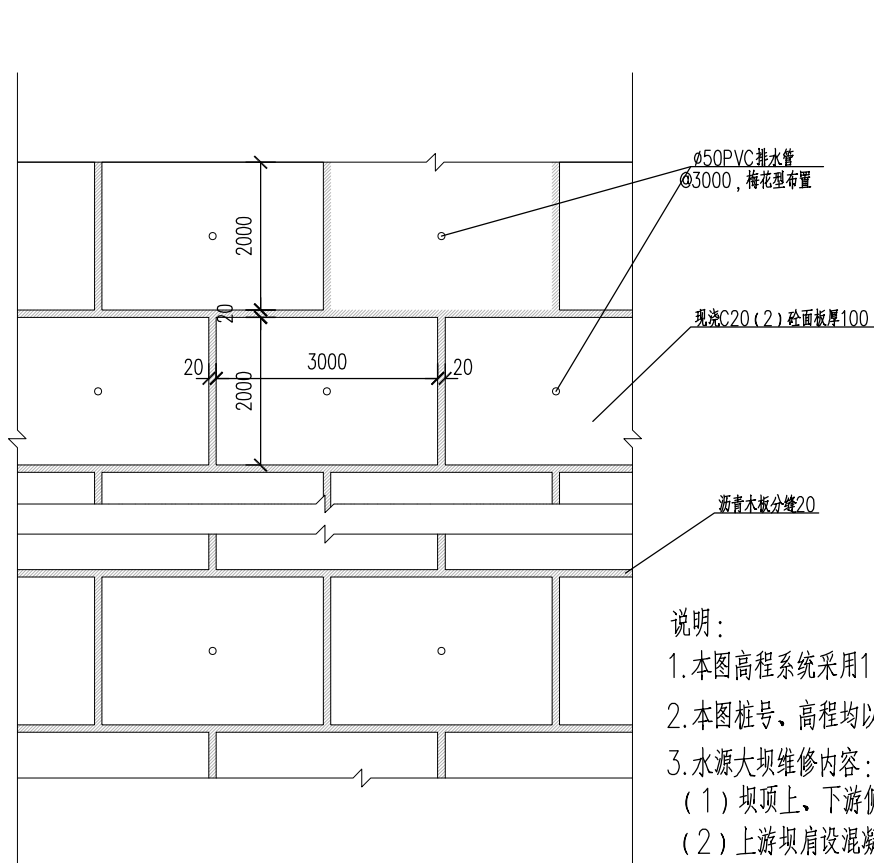 ø50PVC排水管
@3000，梅花型布置
2000
20
现浇C20(2)砼面板厚100
20
3000
20
2000
沥青木板分缝20
说明：
1.本图高程系统采用1
2.本图桩号、高程均以
3.水源大坝维修内容：
(1)坝顶上、下游侧
(2)上游坝肩设混凝